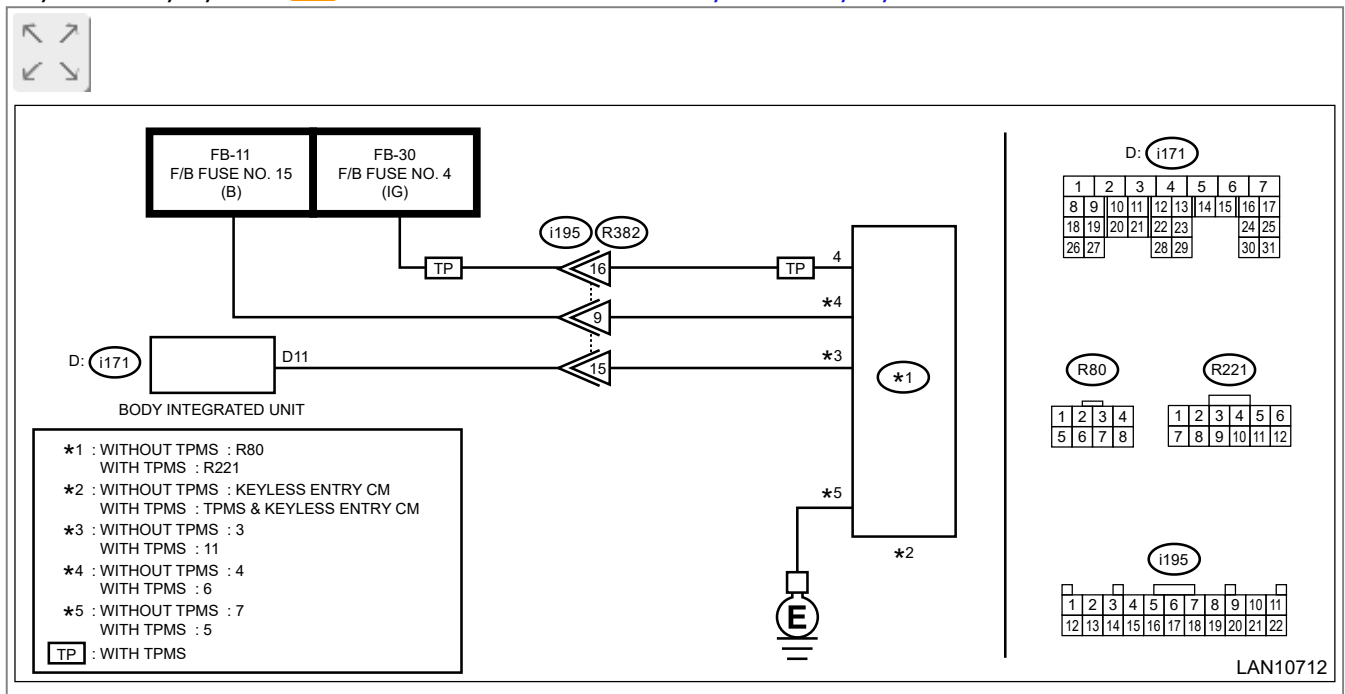 FB-11
F/B FUSE NO. 15
(B)
FB-30
F/B FUSE NO. 4
(IG)
i195
R382
TP
16
TP
4
9
*4
D: i171
D11
15
*3
BODY INTEGRATED UNIT
*1
*5
*2
E
*1 : WITHOUT TPMS : R80
WITH TPMS : R221
*2 : WITHOUT TPMS : KEYLESS ENTRY CM
WITH TPMS : TPMS & KEYLESS ENTRY CM
*3 : WITHOUT TPMS : 3
WITH TPMS : 11
*4 : WITHOUT TPMS : 4
WITH TPMS : 6
*5 : WITHOUT TPMS : 7
WITH TPMS : 5
TP : WITH TPMS
D: i171
1 2 3 4 5 6 7
8 9 10 11 12 13 14 15 16 17
18 19 20 21 22 23 24 25
26 27 28 29 30 31
R80
1 2 3 4
5 6 7 8
R221
1 2 3 4 5 6
7 8 9 10 11 12
i195
1 2 3 4 5 6 7 8 9 10 11
12 13 14 15 16 17 18 19 20 21 22
LAN10712